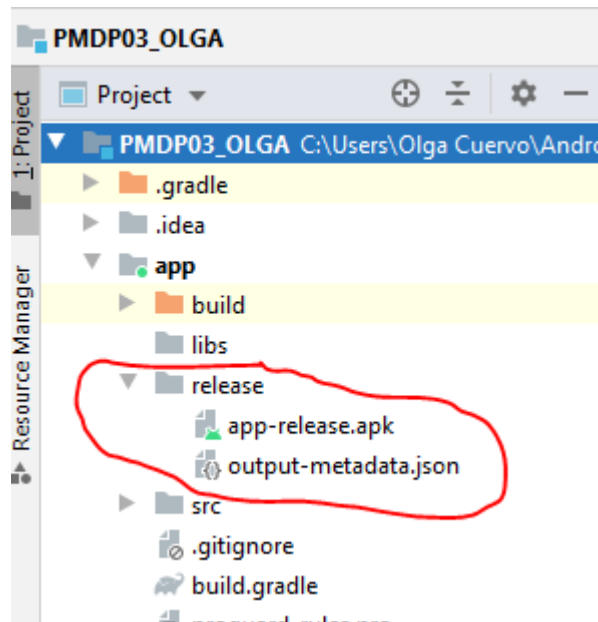 PMDP03_OLGA
1: Project
Resource Manager
Project
PMDP03_OLGA C:\Users\Olga Cuervo\Andro
.gradle
.idea
app
build
libs
release
app-release.apk
output-metadata.json
src
.gitignore
build.gradle